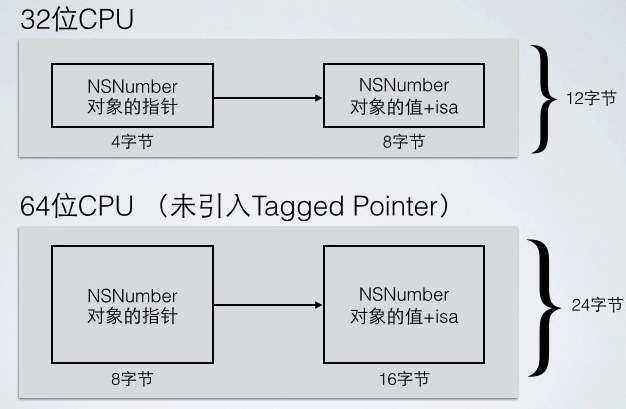 32位CPU
NSNumber
对象的指针
NSNumber
对象的值+isa
12字节
4字节
8字节
64位CPU （未引入Tagged Pointer）
NSNumber
对象的指针
NSNumber
对象的值+isa
24字节
8字节
16字节